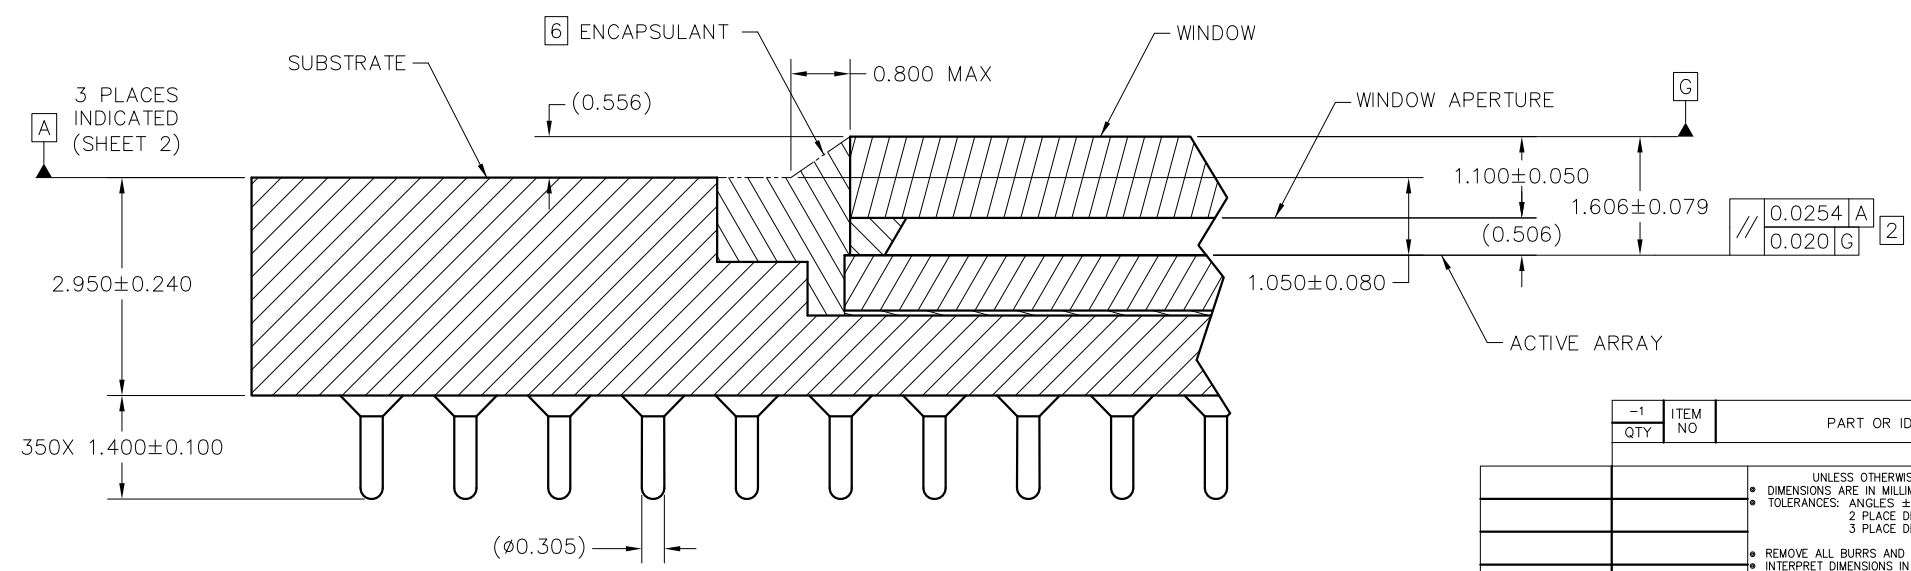 6 ENCAPSULANT
WINDOW
SUBSTRATE
0.800 MAX
3 PLACES
INDICATED
(SHEET 2)
A
(0.556)
WINDOW APERTURE
G
1.100±0.050
1.606±0.079
// 0.0254 A
0.020 G
2
(0.506)
1.050±0.080
2.950±0.240
ACTIVE ARRAY
350X 1.400±0.100
(ø0.305)
-1
QTY
ITEM
NO
PART OR ID
UNLESS OTHERWIS
DIMENSIONS ARE IN MILLIM
TOLERANCES: ANGLES ±
2 PLACE D
3 PLACE D
REMOVE ALL BURRS AND
INTERPRET DIMENSIONS IN